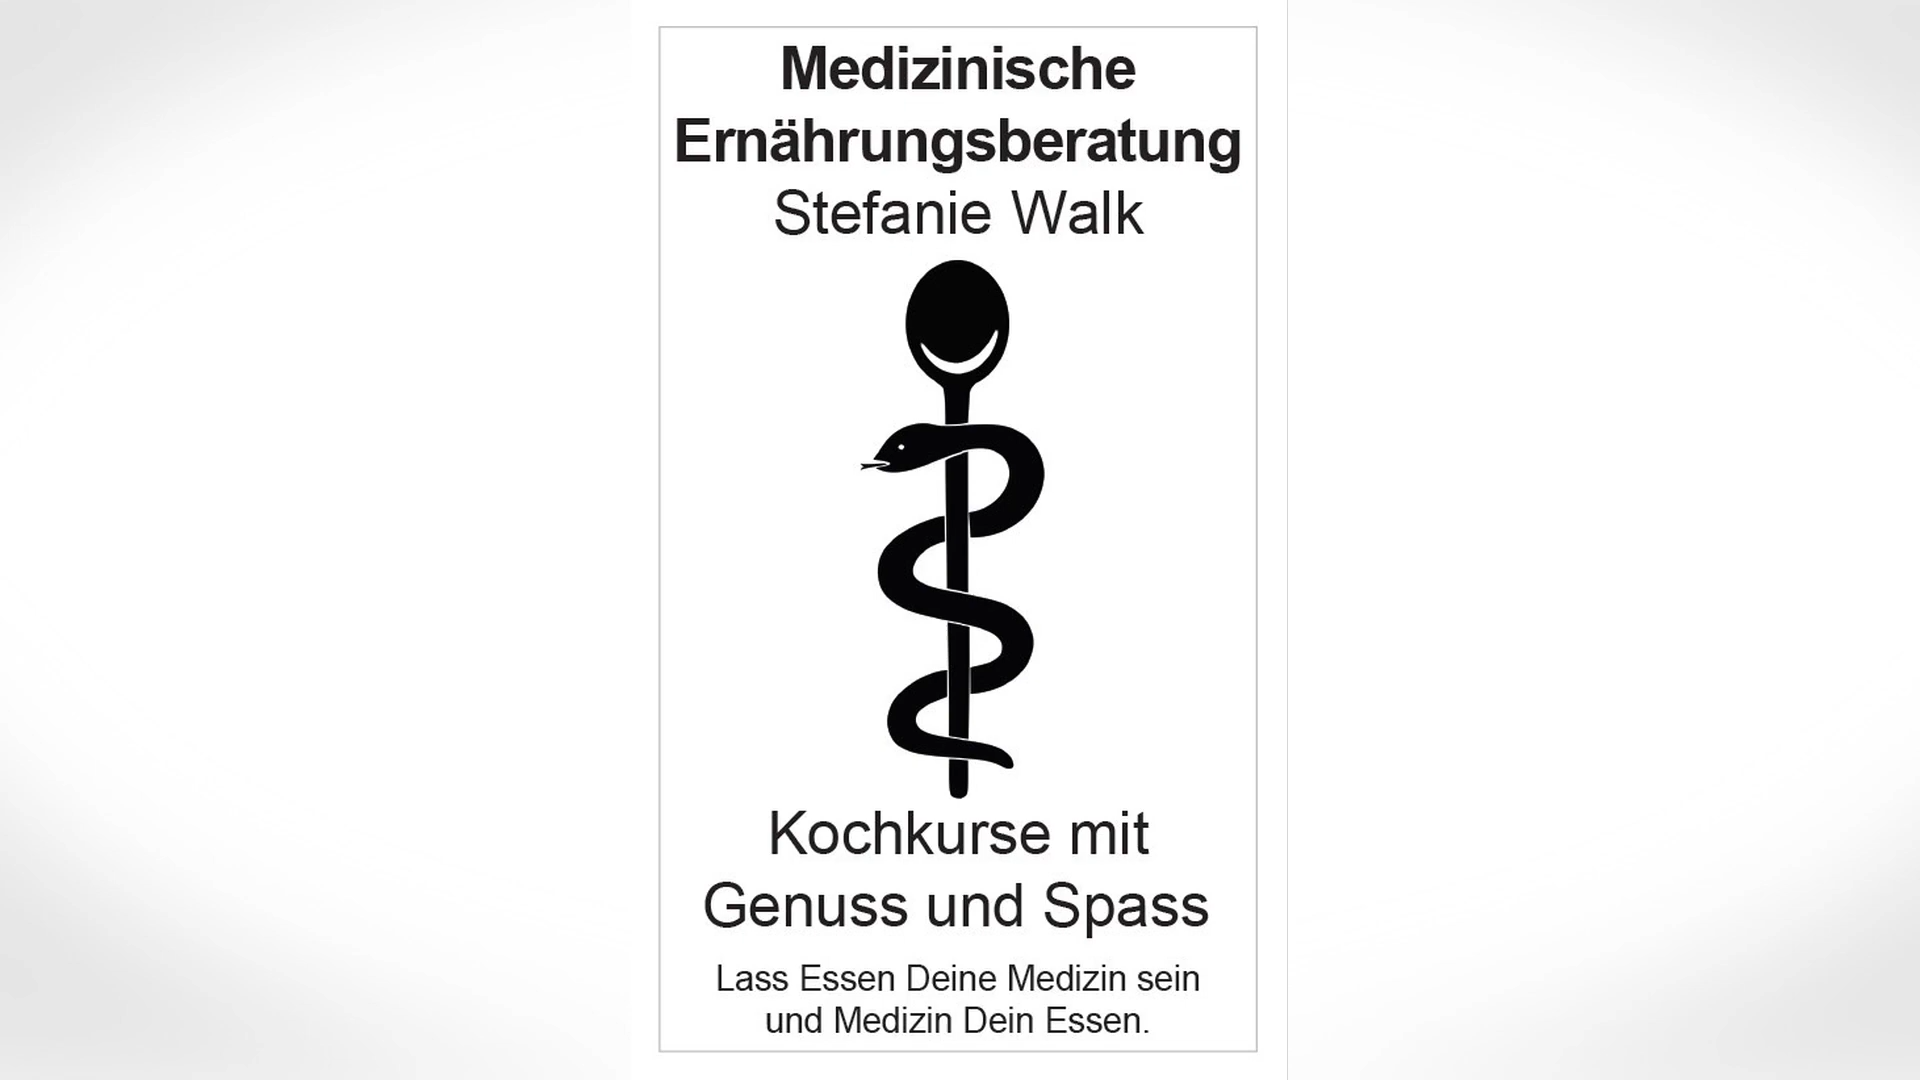 Medizinische
Ernährungsberatung
Stefanie Walk
Kochkurse mit
Genuss und Spass
Lass Essen Deine Medizin sein
und Medizin Dein Essen.